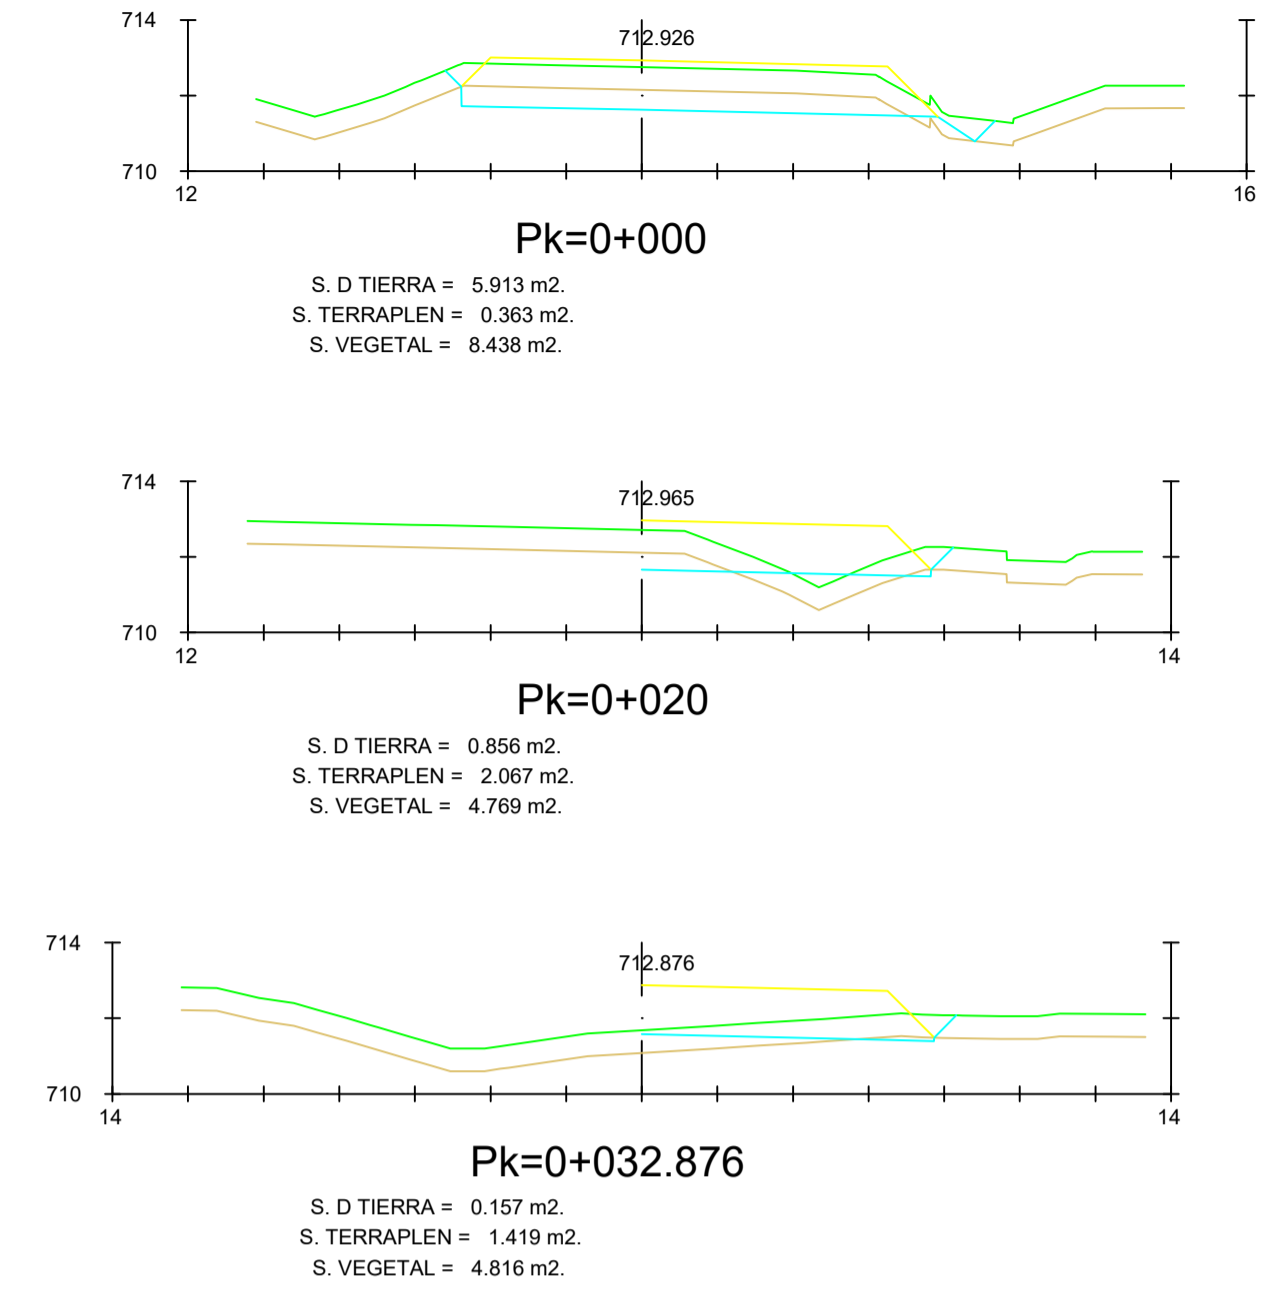 714
712.926
710
12
16
Pk=0+000
S. D TIERRA = 5.913 m2.
S. TERRAPLEN = 0.363 m2.
S. VEGETAL = 8.438 m2.
714
712.965
710
12
14
Pk=0+020
S. D TIERRA = 0.856 m2.
S. TERRAPLEN = 2.067 m2.
S. VEGETAL = 4.769 m2.
714
712.876
710
14
14
Pk=0+032.876
S. D TIERRA = 0.157 m2.
S. TERRAPLEN = 1.419 m2.
S. VEGETAL = 4.816 m2.